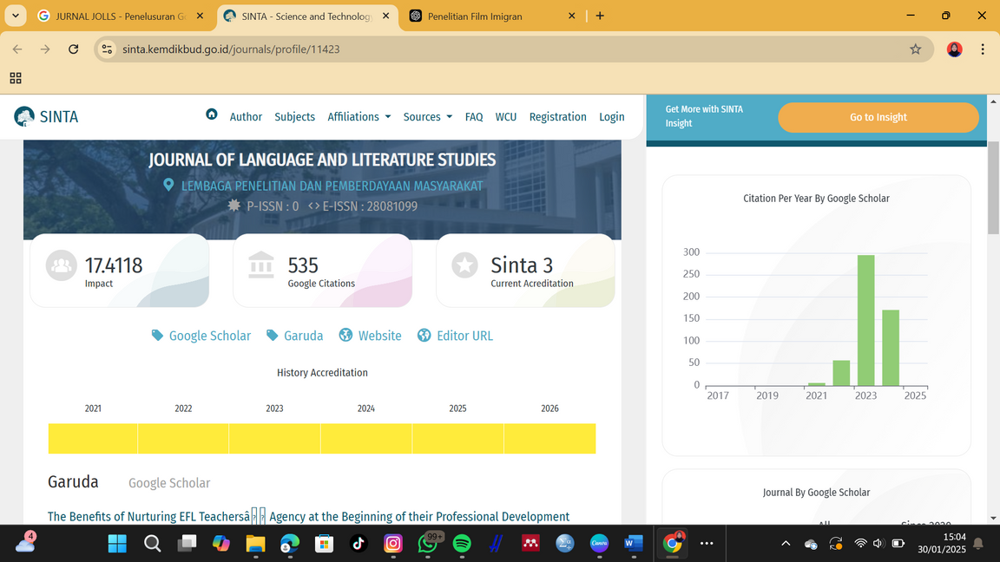 JURNAL JOLLS - Penelusuran G
SINTA - Science and Technology
Penelitian Film Imigran
sinta.kemdikbud.go.id/journals/profile/11423
SINTA
Author Subjects Affiliations Sources FAQ WCU Registration Login
Get More with SINTA
Insight
Go to Insight
JOURNAL OF LANGUAGE AND LITERATURE STUDIES
LEMBAGA PENELITIAN DAN PEMBERDAYAAN MASYARAKAT
P-ISSN : 0 <> E-ISSN : 28081099
17.4118
Impact
535
Google Citations
Sinta 3
Current Acreditation
Google Scholar Garuda Website Editor URL
History Accreditation
2021 2022 2023 2024 2025 2026
Garuda Google Scholar
The Benefits of Nurturing EFL Teachersâ Agency at the Beginning of their Professional Development
Citation Per Year By Google Scholar
300
250
200
150
100
50
0
2017 2019 2021 2023 2025
Journal By Google Scholar
All Since 2020
4
99+
Canva
W
15:04
30/01/2025